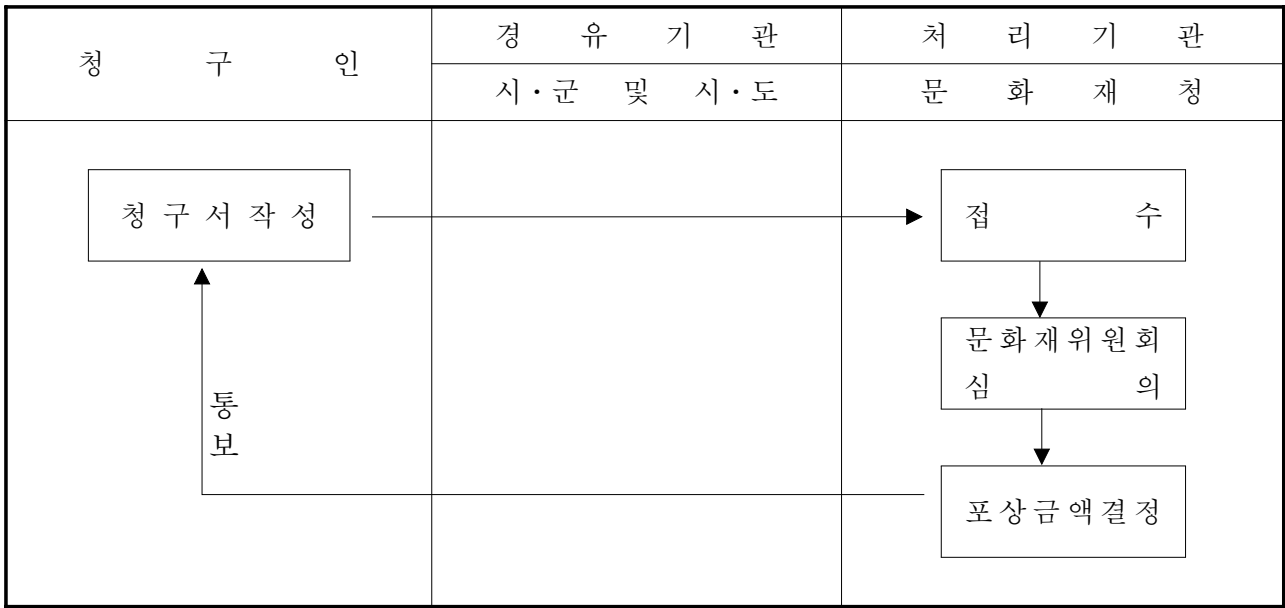 청 구 인
경 유 기 관
처 리 기 관
시·군 및 시·도
문 화 재 청
청구서작성
접 수
문화재위원회
심 의
통
보
포상금액결정